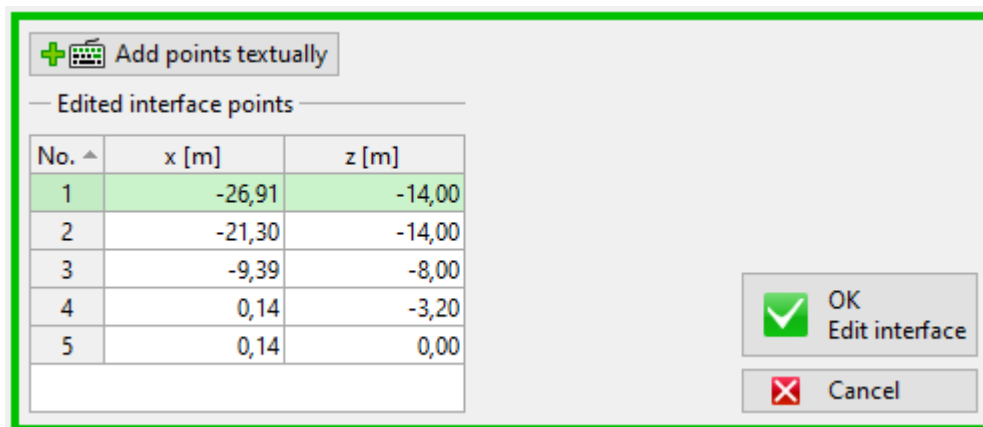 Add points textually
Edited interface points
No. x [m] z [m]
1 -26,91 -14,00
2 -21,30 -14,00
3 -9,39 -8,00
4 0,14 -3,20
5 0,14 0,00
OK
Edit interface
Cancel